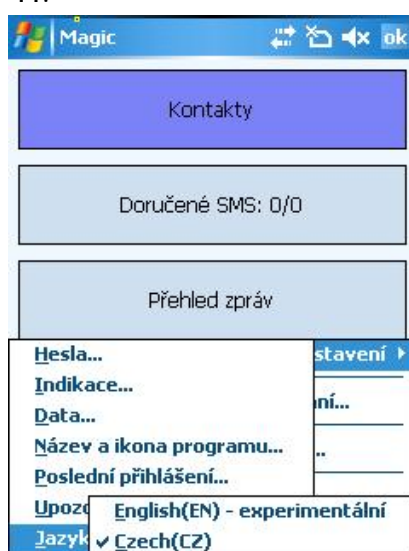 Magic
ok
Kontakty
Doručené SMS: 0/0
Přehled zpráv
Hesla...
stavení
Indikace...
ní...
Data...
Název a ikona programu...
..
Poslední přihlášení...
Upozo
English(EN) - experimentální
Jazyk
Czech(CZ)